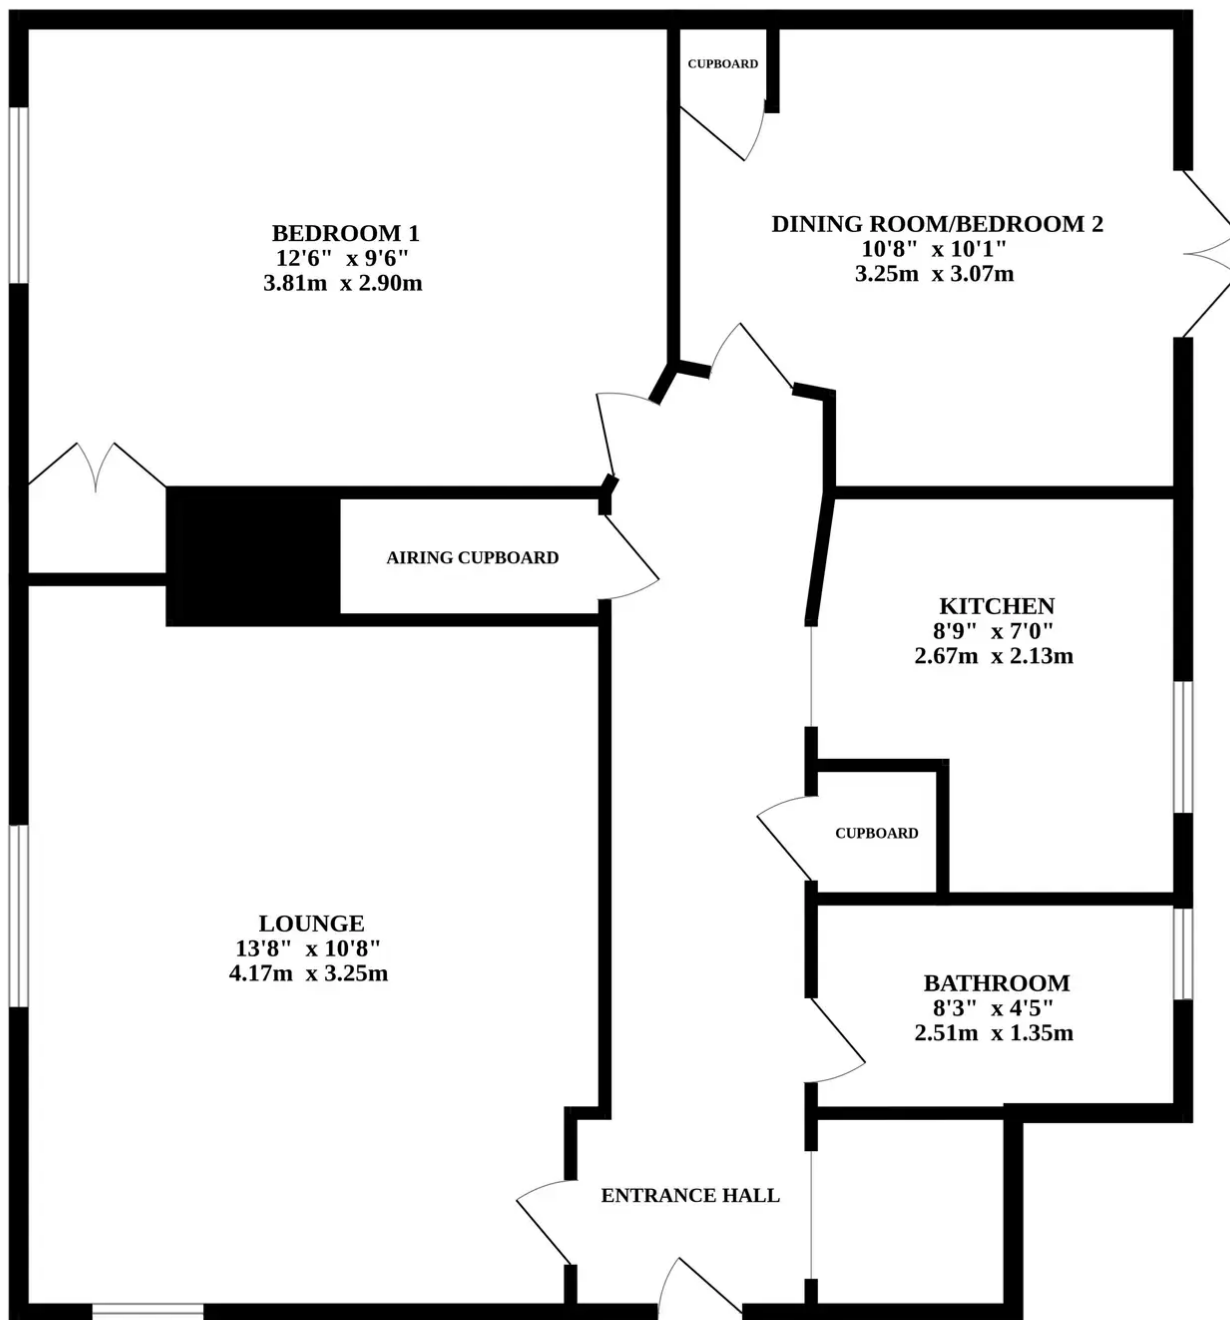 CUPBOARD
BEDROOM 1
12'6"  x 9'6"
3.81m  x 2.90m
DINING ROOM/BEDROOM 2
10'8"  x 10'1"
3.25m  x 3.07m
AIRING CUPBOARD
KITCHEN
8'9"  x 7'0"
2.67m  x 2.13m
CUPBOARD
LOUNGE
13'8"  x 10'8"
4.17m  x 3.25m
BATHROOM
8'3"  x 4'5"
2.51m  x 1.35m
ENTRANCE HALL